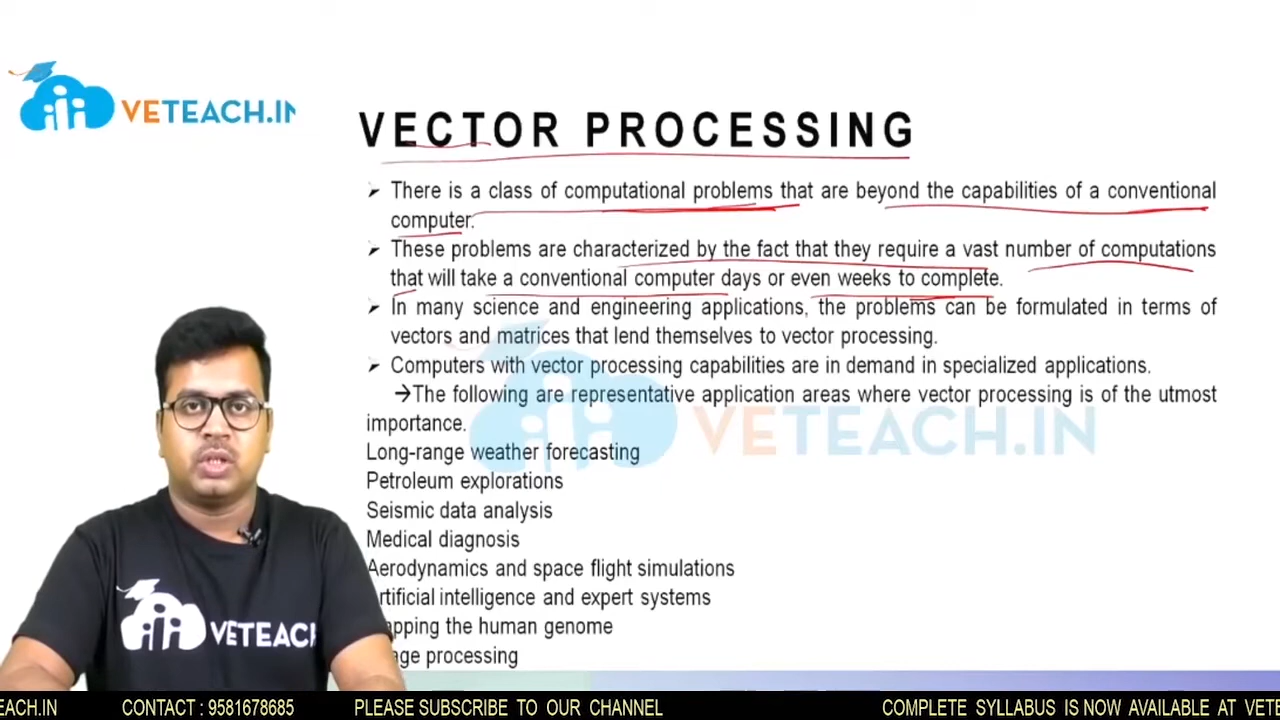 VETEACH.IN
VECTOR PROCESSING
➢ There is a class of computational problems that are beyond the capabilities of a conventional
computer.
➢ These problems are characterized by the fact that they require a vast number of computations
that will take a conventional computer days or even weeks to complete.
➢ In many science and engineering applications, the problems can be formulated in terms of
vectors and matrices that lend themselves to vector processing.
➢ Computers with vector processing capabilities are in demand in specialized applications.
→The following are representative application areas where vector processing is of the utmost
importance.
VETEACH.IN
Long-range weather forecasting
Petroleum explorations
Seismic data analysis
Medical diagnosis
Aerodynamics and space flight simulations
rtificial intelligence and expert systems
apping the human genome
age processing
VETEACH
EACH.IN CONTACT : 9581678685 PLEASE SUBSCRIBE TO OUR CHANNEL COMPLETE SYLLABUS IS NOW AVAILABLE AT VETE